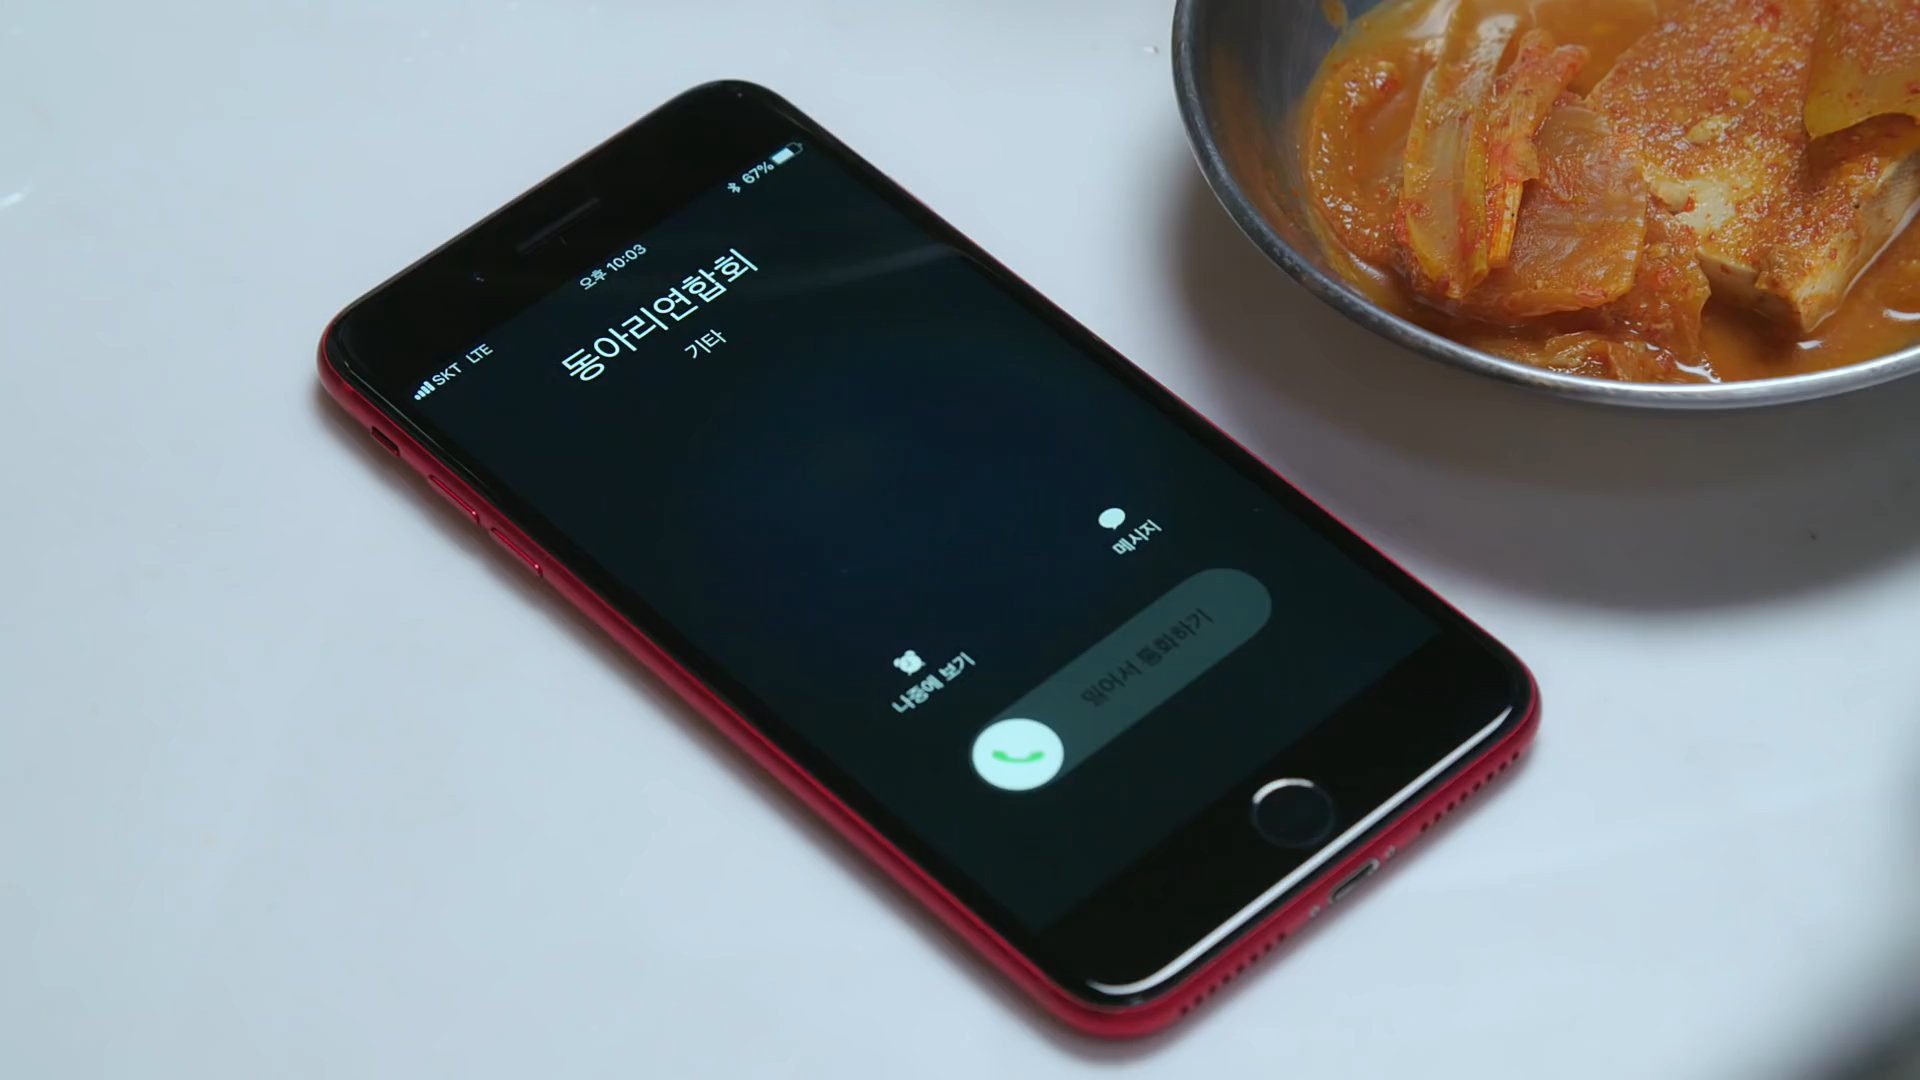 SKT LTE
오후 10:03
67%
동아리연합회
기타
나중에 보기
메시지
밀어서 통화하기